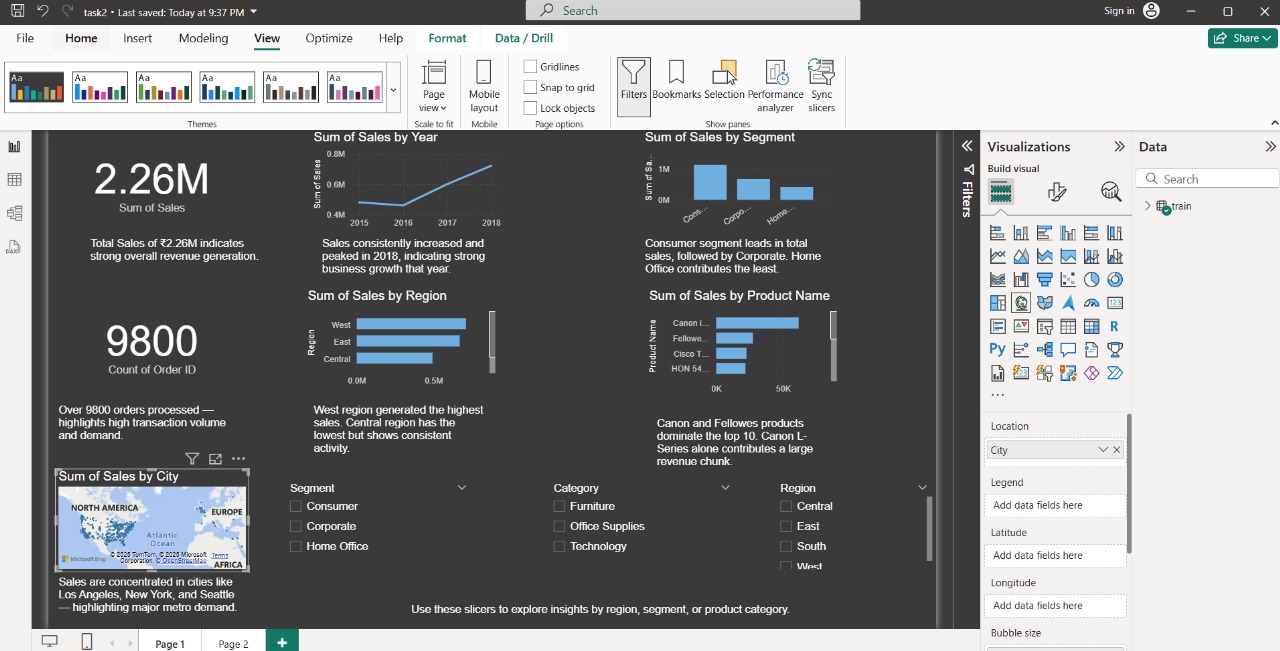 task2 • Last saved: Today at 9:37 PM
Search
Sign in
File
Home
Insert
Modeling
View
Optimize
Help
Format
Data / Drill
Share
Aa
Aa
Aa
Aa
Aa
Aa
Themes
Page view
Scale to fit
Mobile layout
Mobile
Gridlines
Snap to grid
Lock objects
Page options
Filters
Bookmarks
Selection
Performance analyzer
Sync slicers
Show panes
2.26M
Sum of Sales
Total Sales of ₹2.26M indicates
strong overall revenue generation.
Sum of Sales by Year
Sum of Sales
0.8M
0.6M
0.4M
2015
2016
2017
2018
Sales consistently increased and
peaked in 2018, indicating strong
business growth that year.
Sum of Sales by Segment
Sum of Sa...
1M
0M
Cons...
Corpo...
Home...
Consumer segment leads in total
sales, followed by Corporate. Home
Office contributes the least.
9800
Count of Order ID
Over 9800 orders processed —
highlights high transaction volume
and demand.
Sum of Sales by Region
Region
West
East
Central
0.0M
0.5M
West region generated the highest
sales. Central region has the
lowest but shows consistent
activity.
Sum of Sales by Product Name
Product Name
Canon i...
Fellowe...
Cisco T...
HON 54...
0K
50K
Canon and Fellowes products
dominate the top 10. Canon L-
Series alone contributes a large
revenue chunk.
Sum of Sales by City
NORTH AMERICA
EUROPE
Atlantic
Ocean
AFRICA
Microsoft Bing
© 2025 TomTom, © 2025 Microsoft
Corporation, © OpenStreetMap
Terms
Sales are concentrated in cities like
Los Angeles, New York, and Seattle
— highlighting major metro demand.
Segment
Consumer
Corporate
Home Office
Category
Furniture
Office Supplies
Technology
Region
Central
East
South
West
Use these slicers to explore insights by region, segment, or product category.
Filters
Visualizations
Build visual
123
R
Py
123
...
Location
City
Legend
Add data fields here
Latitude
Add data fields here
Longitude
Add data fields here
Bubble size
Data
Search
train
DAX
Page 1
Page 2